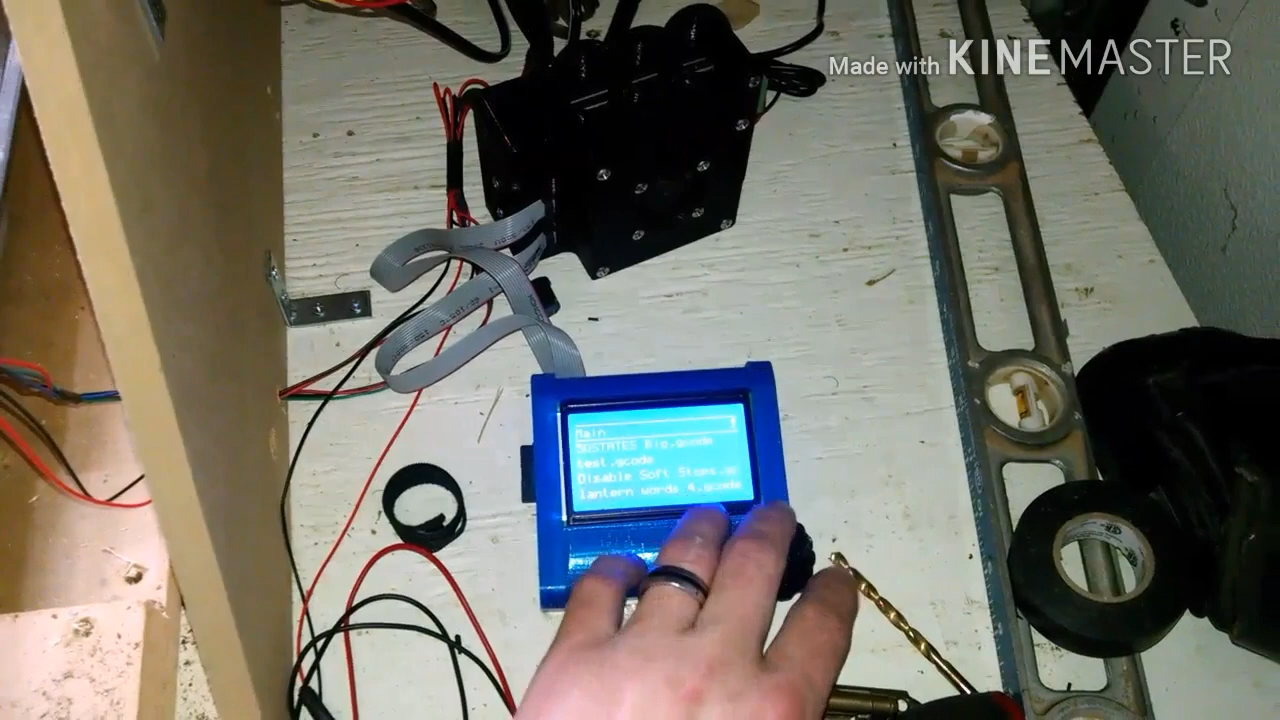 Made with KINEMASTER
Main
test.gcode
Disable Soft Stops.gc
lantern words 4.gcode